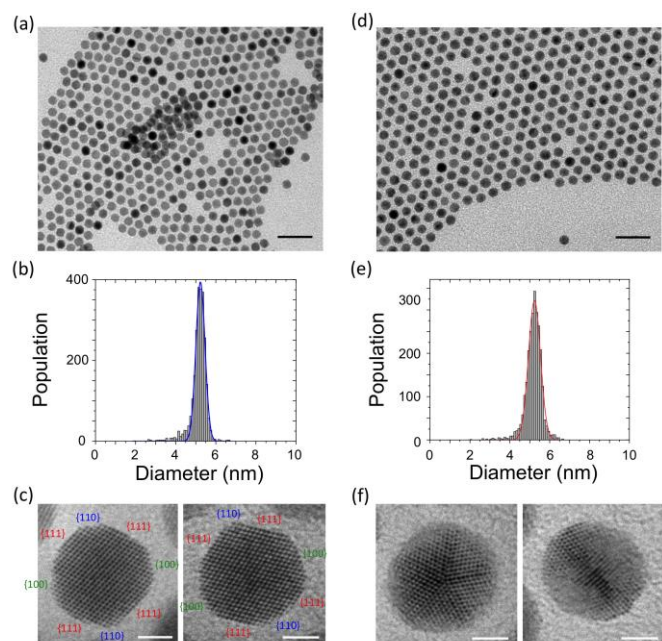 (a)
(d)
(b)
400
200
0
Population
0 2 4 6 8 10
Diameter (nm)
(e)
300
200
100
0
Population
0 2 4 6 8 10
Diameter (nm)
(c)
{110}
{111}
{111}
{100}
{100}
{111}
{111}
{110}
{110}
{111}
{111}
{100}
{100}
{111}
{111}
{110}
(f)